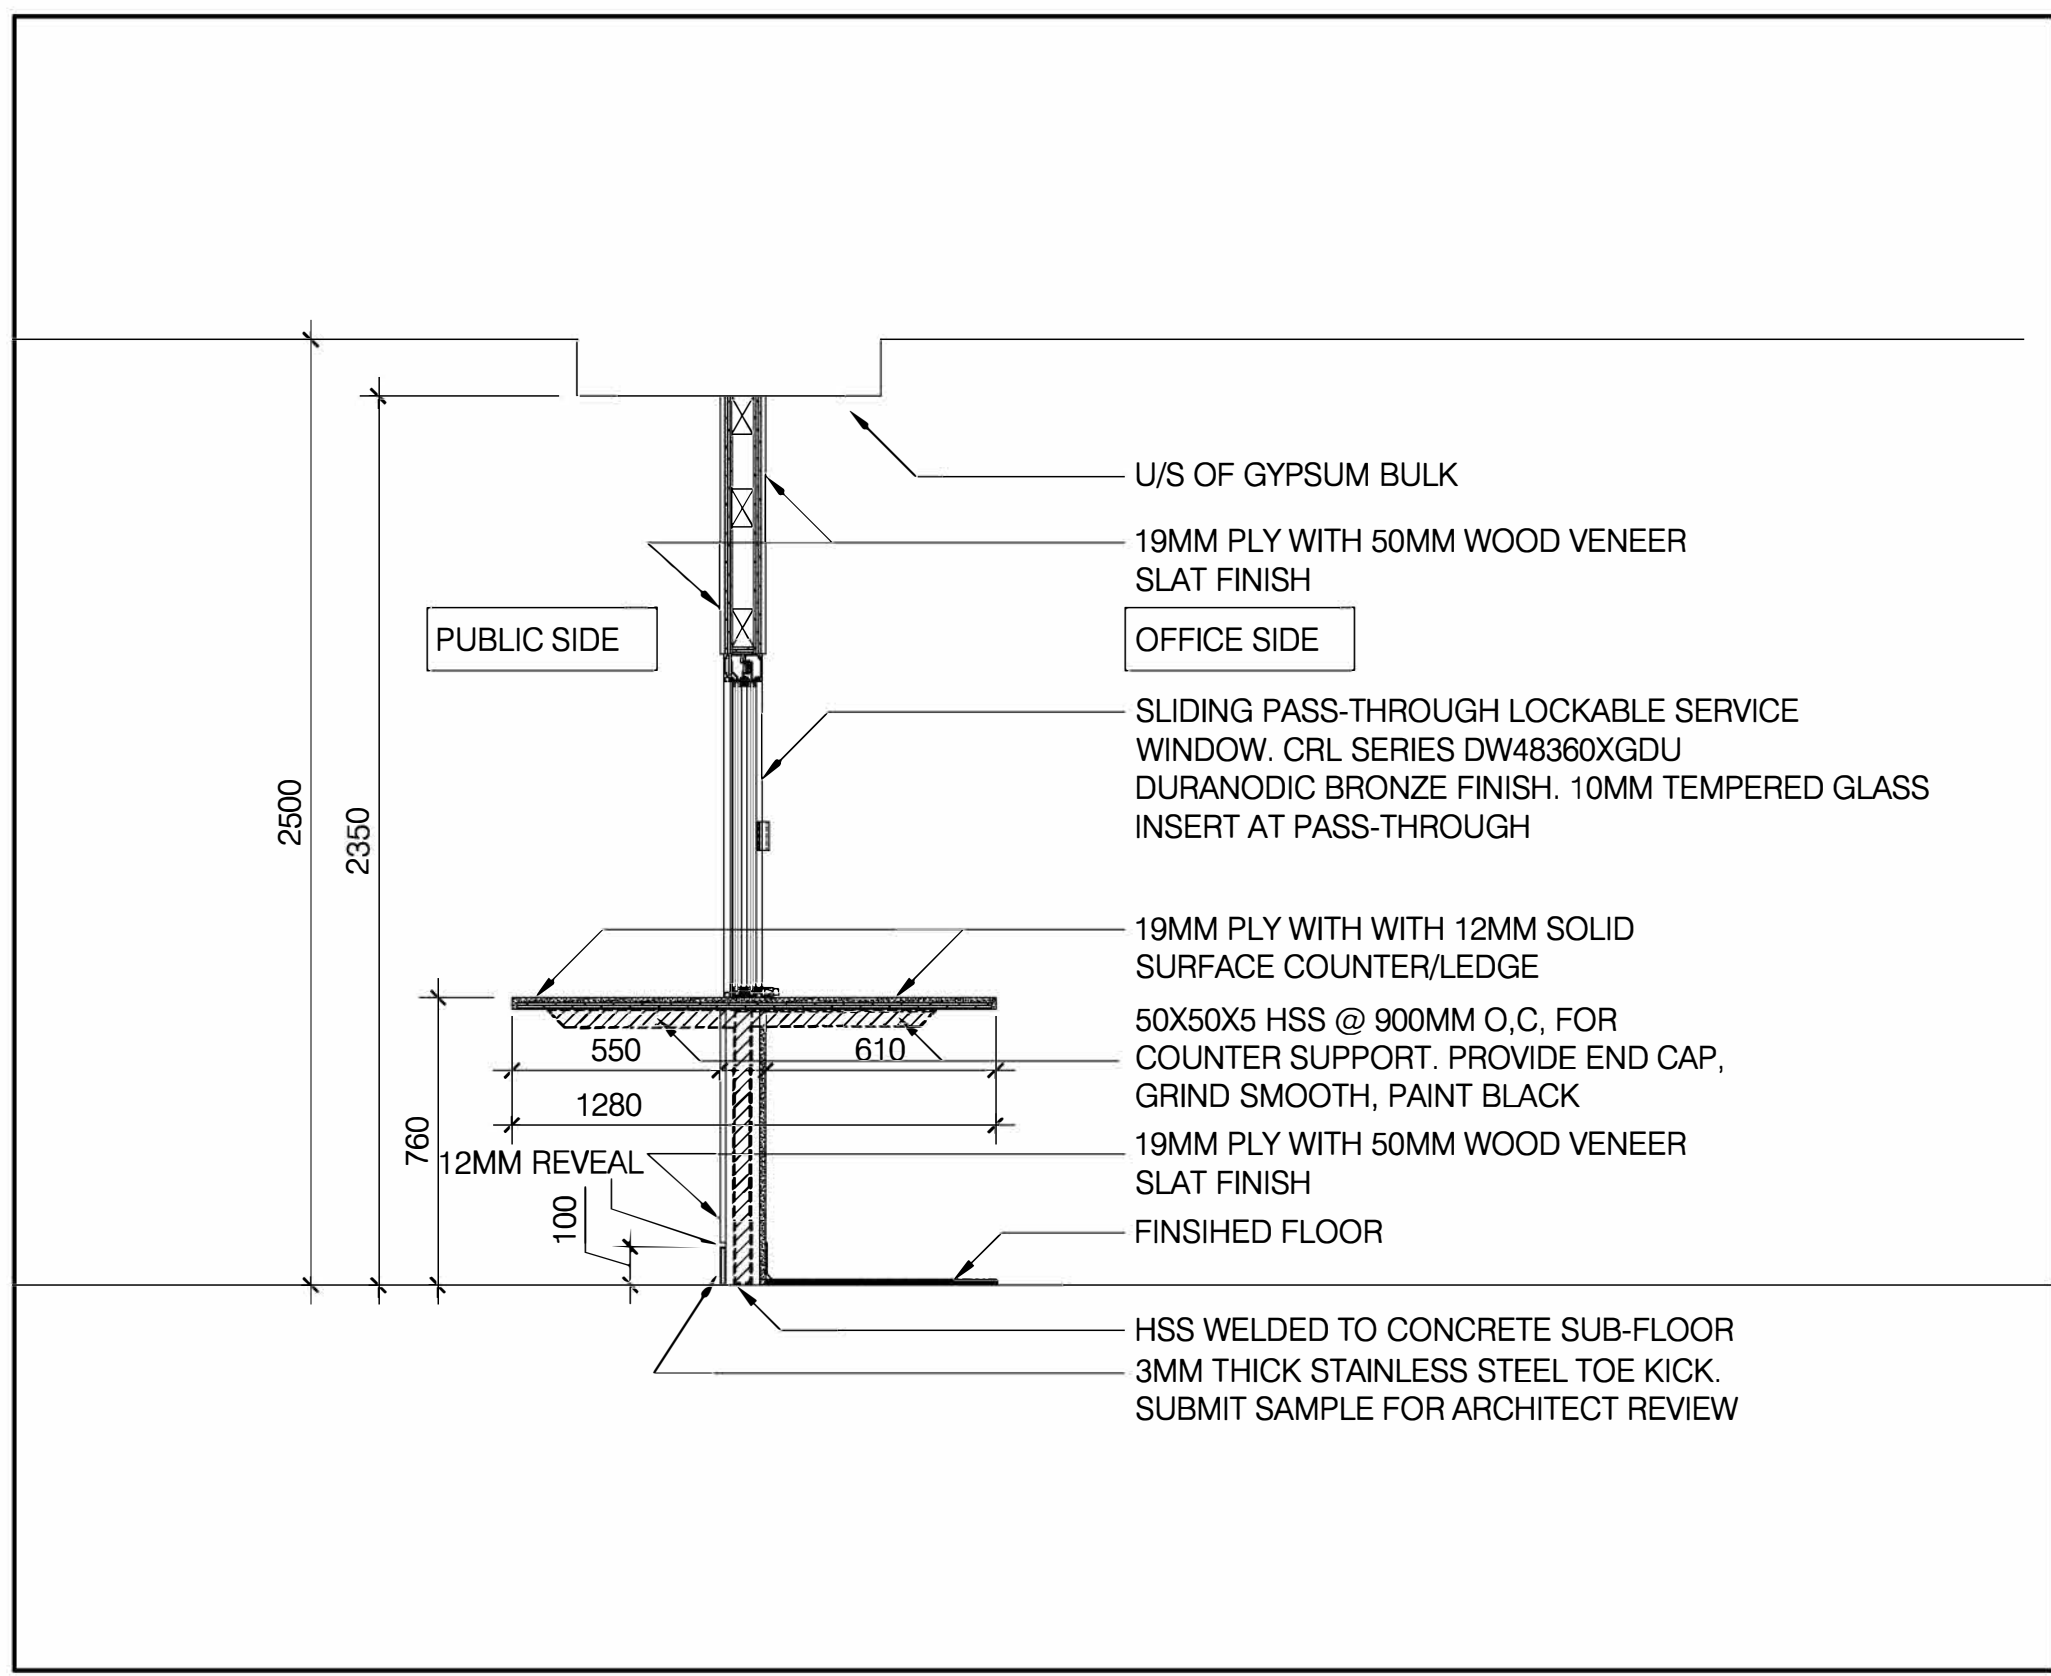 U/S OF GYPSUM BULK
19MM PLY WITH 50MM WOOD VENEER
SLAT FINISH
PUBLIC SIDE
OFFICE SIDE
SLIDING PASS-THROUGH LOCKABLE SERVICE
WINDOW. CRL SERIES DW48360XGDU
DURANODIC BRONZE FINISH. 10MM TEMPERED GLASS
INSERT AT PASS-THROUGH
2500
2350
19MM PLY WITH WITH 12MM SOLID
SURFACE COUNTER/LEDGE
50X50X5 HSS @ 900MM O,C, FOR
COUNTER SUPPORT. PROVIDE END CAP,
GRIND SMOOTH, PAINT BLACK
550
610
1280
760
12MM REVEAL
100
19MM PLY WITH 50MM WOOD VENEER
SLAT FINISH
FINSIHED FLOOR
HSS WELDED TO CONCRETE SUB-FLOOR
3MM THICK STAINLESS STEEL TOE KICK.
SUBMIT SAMPLE FOR ARCHITECT REVIEW